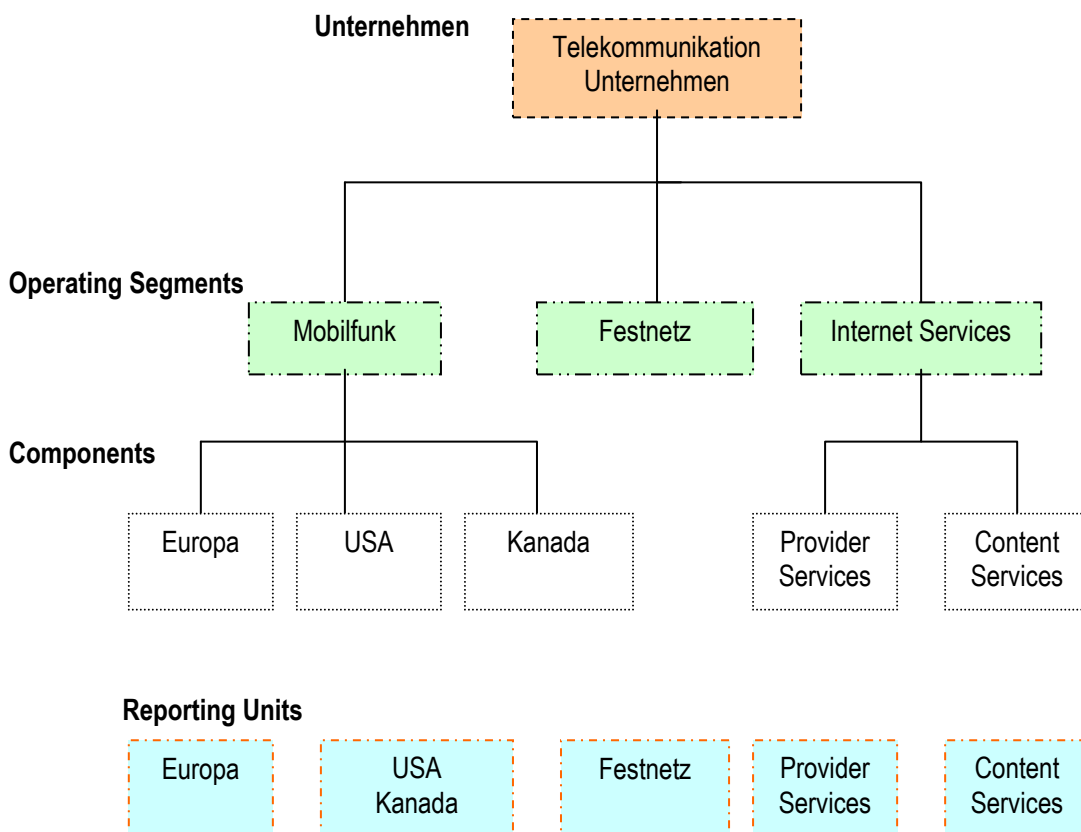 Unternehmen
Telekommunikation
Unternehmen
Operating Segments
Mobilfunk
Festnetz
Internet Services
Components
Europa
USA
Kanada
Provider
Services
Content
Services
Reporting Units
Europa
USA
Kanada
Festnetz
Provider
Services
Content
Services